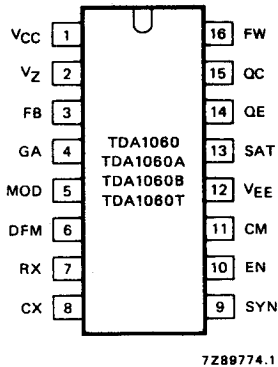 VCC 1 16 FW
VZ 2 15 QC
FB 3 14 QE
GA 4 13 SAT
MOD 5 12 VEE
DFM 6 11 CM
RX 7 10 EN
CX 8 9 SYN
TDA1060
TDA1060A
TDA1060B
TDA1060T
7Z89774.1